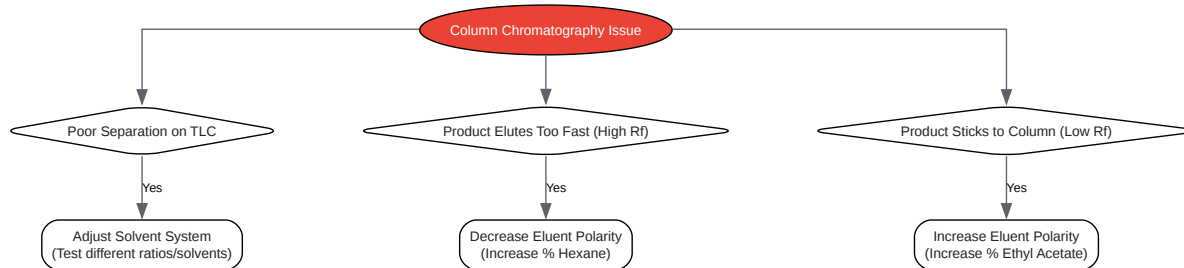 Column Chromatography Issue
Poor Separation on TLC
Product Elutes Too Fast (High Rf)
Product Sticks to Column (Low Rf)
Yes
Yes
Yes
Adjust Solvent System
(Test different ratios/solvents)
Decrease Eluent Polarity
(Increase % Hexane)
Increase Eluent Polarity
(Increase % Ethyl Acetate)